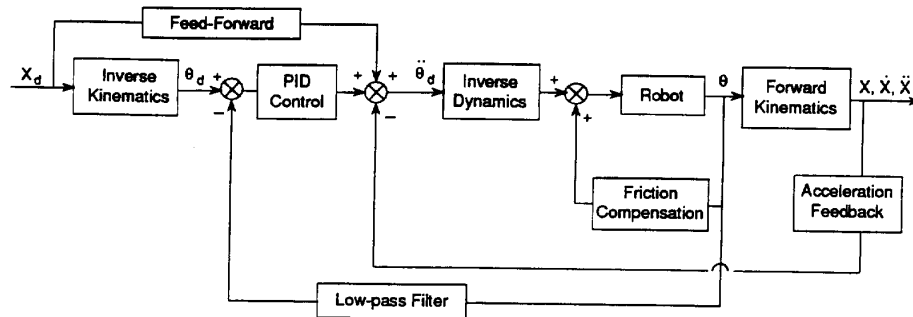 Feed-Forward
X_d
Inverse
Kinematics
θ_d
+
−
PID
Control
+
+
−
θ̈_d
Inverse
Dynamics
+
+
Robot
θ
Forward
Kinematics
X, Ẋ, Ẍ
Friction
Compensation
Acceleration
Feedback
Low-pass Filter